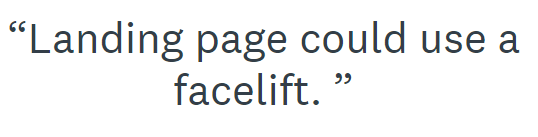 “Landing page could use a
facelift. ”